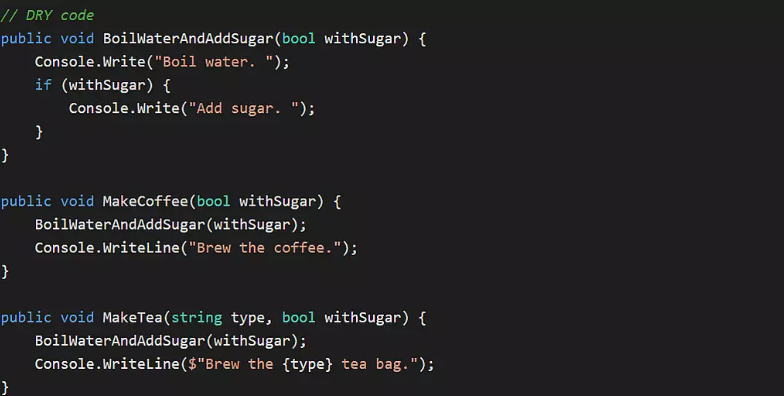 // DRY code
public void BoilWaterAndAddSugar(bool withSugar) {
    Console.Write("Boil water. ");
    if (withSugar) {
        Console.Write("Add sugar. ");
    }
}

public void MakeCoffee(bool withSugar) {
    BoilWaterAndAddSugar(withSugar);
    Console.WriteLine("Brew the coffee.");
}

public void MakeTea(string type, bool withSugar) {
    BoilWaterAndAddSugar(withSugar);
    Console.WriteLine($"Brew the {type} tea bag.");
}